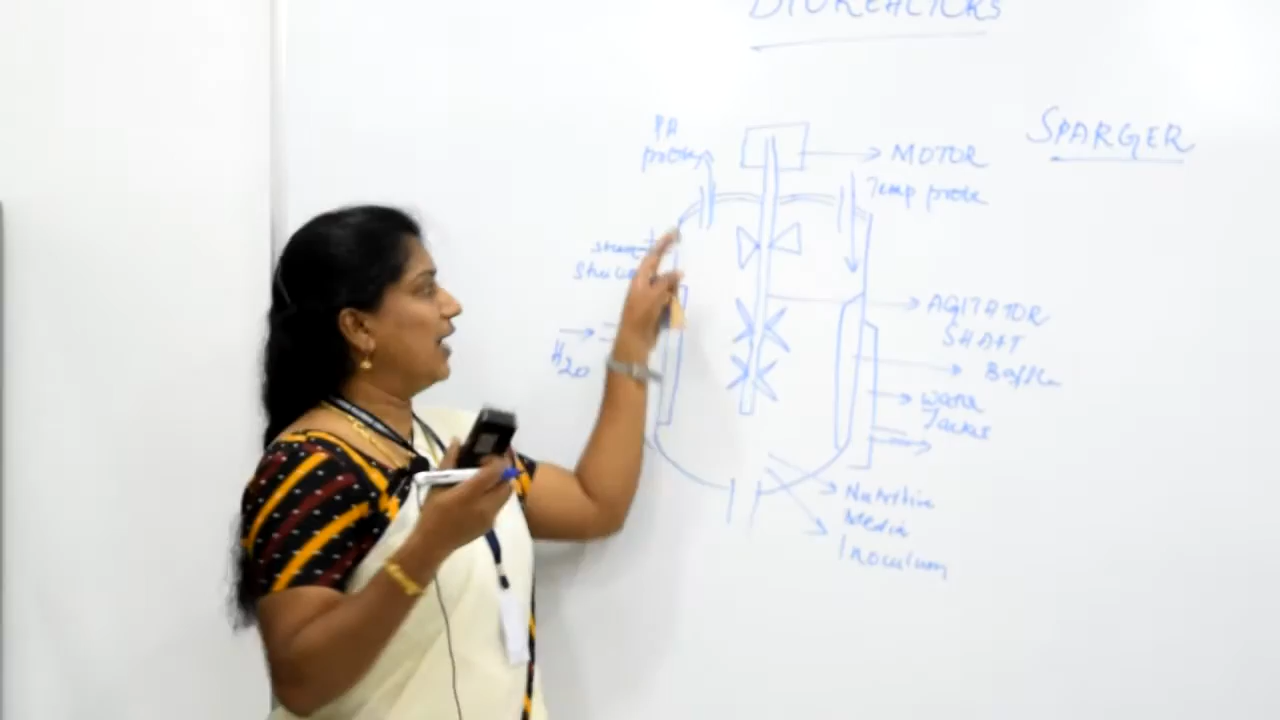 BIOREACTORS
SPARGER
PH
probe
MOTOR
Temp probe
H2O
AGITATOR
SHAFT
Baffle
Water
Jacket
Nutritive
Media
Inoculum